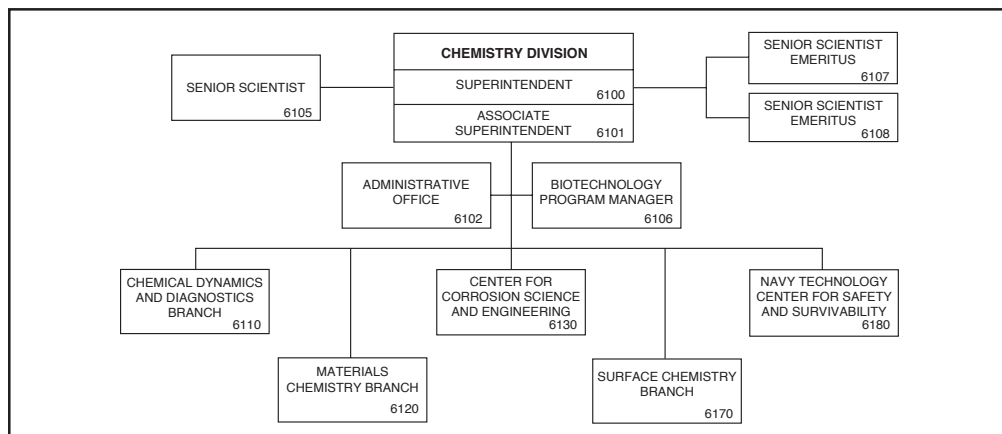 CHEMISTRY DIVISION
SUPERINTENDENT
6100
ASSOCIATE
SUPERINTENDENT
6101
SENIOR SCIENTIST
6105
SENIOR SCIENTIST
EMERITUS
6107
SENIOR SCIENTIST
EMERITUS
6108
ADMINISTRATIVE
OFFICE
6102
BIOTECHNOLOGY
PROGRAM MANAGER
6106
CHEMICAL DYNAMICS
AND DIAGNOSTICS
BRANCH
6110
MATERIALS
CHEMISTRY BRANCH
6120
CENTER FOR
CORROSION SCIENCE
AND ENGINEERING
6130
SURFACE CHEMISTRY
BRANCH
6170
NAVY TECHNOLOGY
CENTER FOR SAFETY
AND SURVIVABILITY
6180